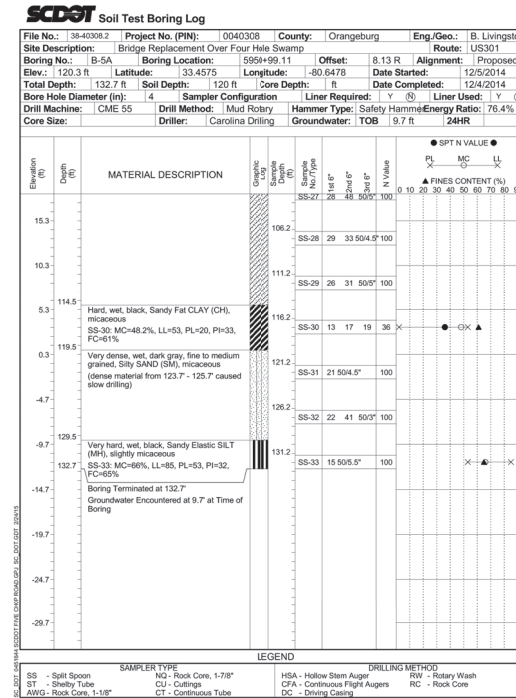 SCDOT Soil Test Boring Log
File No.: 38-40308.2 Project No. (PIN): 0040308 County: Orangeburg Eng./Geo.: B. Livingsto
Site Description: Bridge Replacement Over Four Hole Swamp Route: US301
Boring No.: B-5A Boring Location: 5950+99.11 Offset: 8.13 R Alignment: Proposed
Elev.: 120.3 ft Latitude: 33.4575 Longitude: -80.6478 Date Started: 12/5/2014
Total Depth: 132.7 ft Soil Depth: 120 ft Core Depth: ft Date Completed: 12/4/2014
Bore Hole Diameter (in): 4 Sampler Configuration Liner Required: Y N Liner Used: Y
Drill Machine: CME 55 Drill Method: Mud Rotary Hammer Type: Safety Hammer Energy Ratio: 76.4%
Core Size: Driller: Carolina Driling Groundwater: TOB 9.7 ft 24HR
Elevation (ft)
Depth (ft)
MATERIAL DESCRIPTION
Graphic Log
Sample Depth (ft)
Sample No./Type
1st 6"
2nd 6"
3rd 6"
N Value
● SPT N VALUE ●
PL MC LL
▲ FINES CONTENT (%)
0 10 20 30 40 50 60 70 80 9
SS-27 28 48 50/5" 100
15.3
106.2
SS-28 29 33 50/4.5" 100
10.3
111.2
SS-29 26 31 50/5" 100
114.5
5.3 Hard, wet, black, Sandy Fat CLAY (CH),
micaceous
116.2
SS-30: MC=48.2%, LL=53, PL=20, PI=33,
FC=61%
SS-30 13 17 19 36
119.5
0.3 Very dense, wet, dark gray, fine to medium
grained, Silty SAND (SM), micaceous
121.2
(dense material from 123.7' - 125.7' caused
slow drilling)
SS-31 21 50/4.5" 100
-4.7
126.2
SS-32 22 41 50/3" 100
129.5
-9.7 Very hard, wet, black, Sandy Elastic SILT
(MH), slightly micaceous
131.2
132.7 SS-33: MC=66%, LL=85, PL=53, PI=32,
FC=65%
SS-33 15 50/5.5" 100
Boring Terminated at 132.7'
-14.7
Groundwater Encountered at 9.7' at Time of
Boring
-19.7
-24.7
-29.7
LEGEND
SAMPLER TYPE DRILLING METHOD
SS - Split Spoon NQ - Rock Core, 1-7/8" HSA - Hollow Stem Auger RW - Rotary Wash
ST - Shelby Tube CU - Cuttings CFA - Continuous Flight Augers RC - Rock Core
AWG - Rock Core, 1-1/8" CT - Continuous Tube DC - Driving Casing